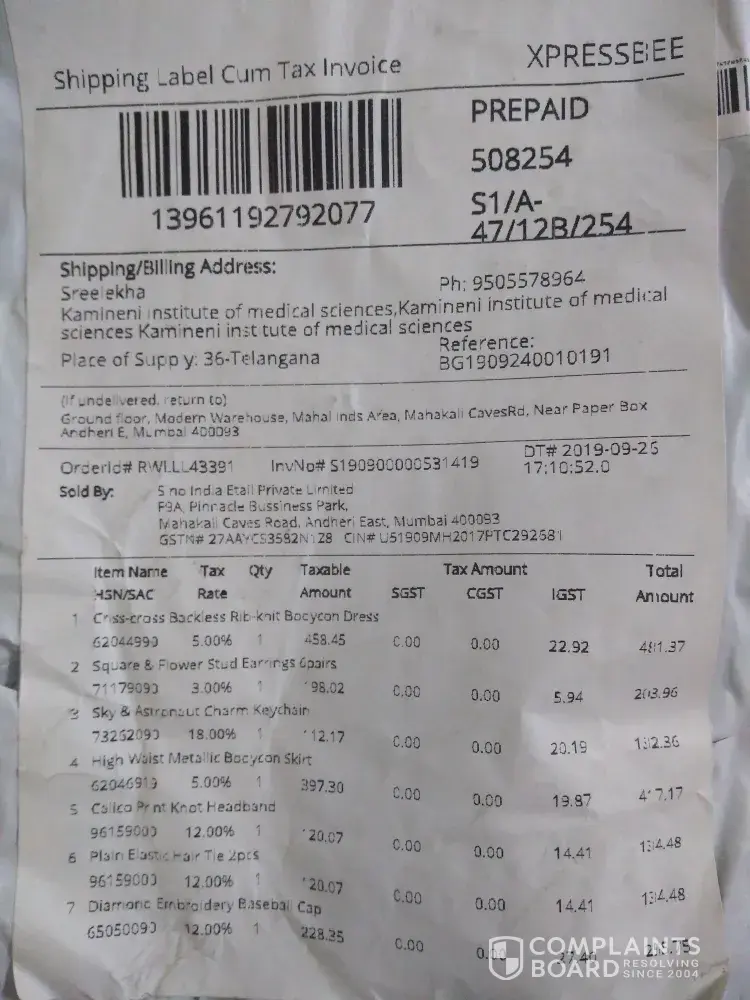 Shipping Label Cum Tax Invoice
XPRESSBEE
PREPAID
508254
S1/A-
47/12B/254
13961192792077
Shipping/Billing Address:
Sreelekha
Ph: 9505578964
Kamineni institute of medical sciences,Kamineni institute of medical
sciences Kamineni institute of medical sciences
Reference:
Place of Supply: 36-Telangana
BG1909240010191
(If undelivered, return to)
Ground floor, Modern Warehouse, Mahal Inds Area, Mahakali CavesRd, Near Paper Box
Andheri E, Mumbai 400093
DT# 2019-09-26
OrderId# RWLLL43391 InvNo# S190900000531419 17:10:52.0
Sold By: Sino India Etail Private Limited
F9A, Pinnacle Bussiness Park,
Mahakali Caves Road, Andheri East, Mumbai 400093
GSTN# CIN#
Item Name Tax Qty Taxable Tax Amount Total
HSN/SAC Rate Amount SGST CGST IGST Amount
1 Criss-cross Backless Rib-knit Bodycon Dress
62044990 5.00% 1 458.45 0.00 0.00 22.92 481.37
2 Square & Flower Stud Earrings 6pairs
71179090 3.00% 1 198.02 0.00 0.00 5.94 203.96
3 Sky & Astronaut Charm Keychain
73262090 18.00% 1 112.17 0.00 0.00 20.19 132.36
4 High Waist Metallic Bodycon Skirt
62046919 5.00% 1 397.30 0.00 0.00 19.87 417.17
5 Calico Print Knot Headband
96159000 12.00% 1 120.07 0.00 0.00 14.41 134.48
6 Plain Elastic Hair Tie 2pcs
96159000 12.00% 1 120.07 0.00 0.00 14.41 134.48
7 Diamond Embroidery Baseball Cap
65050090 12.00% 1 228.35 0.00 0.00 27.40 255.75
COMPLAINTS
BOARD RESOLVING
SINCE 2004